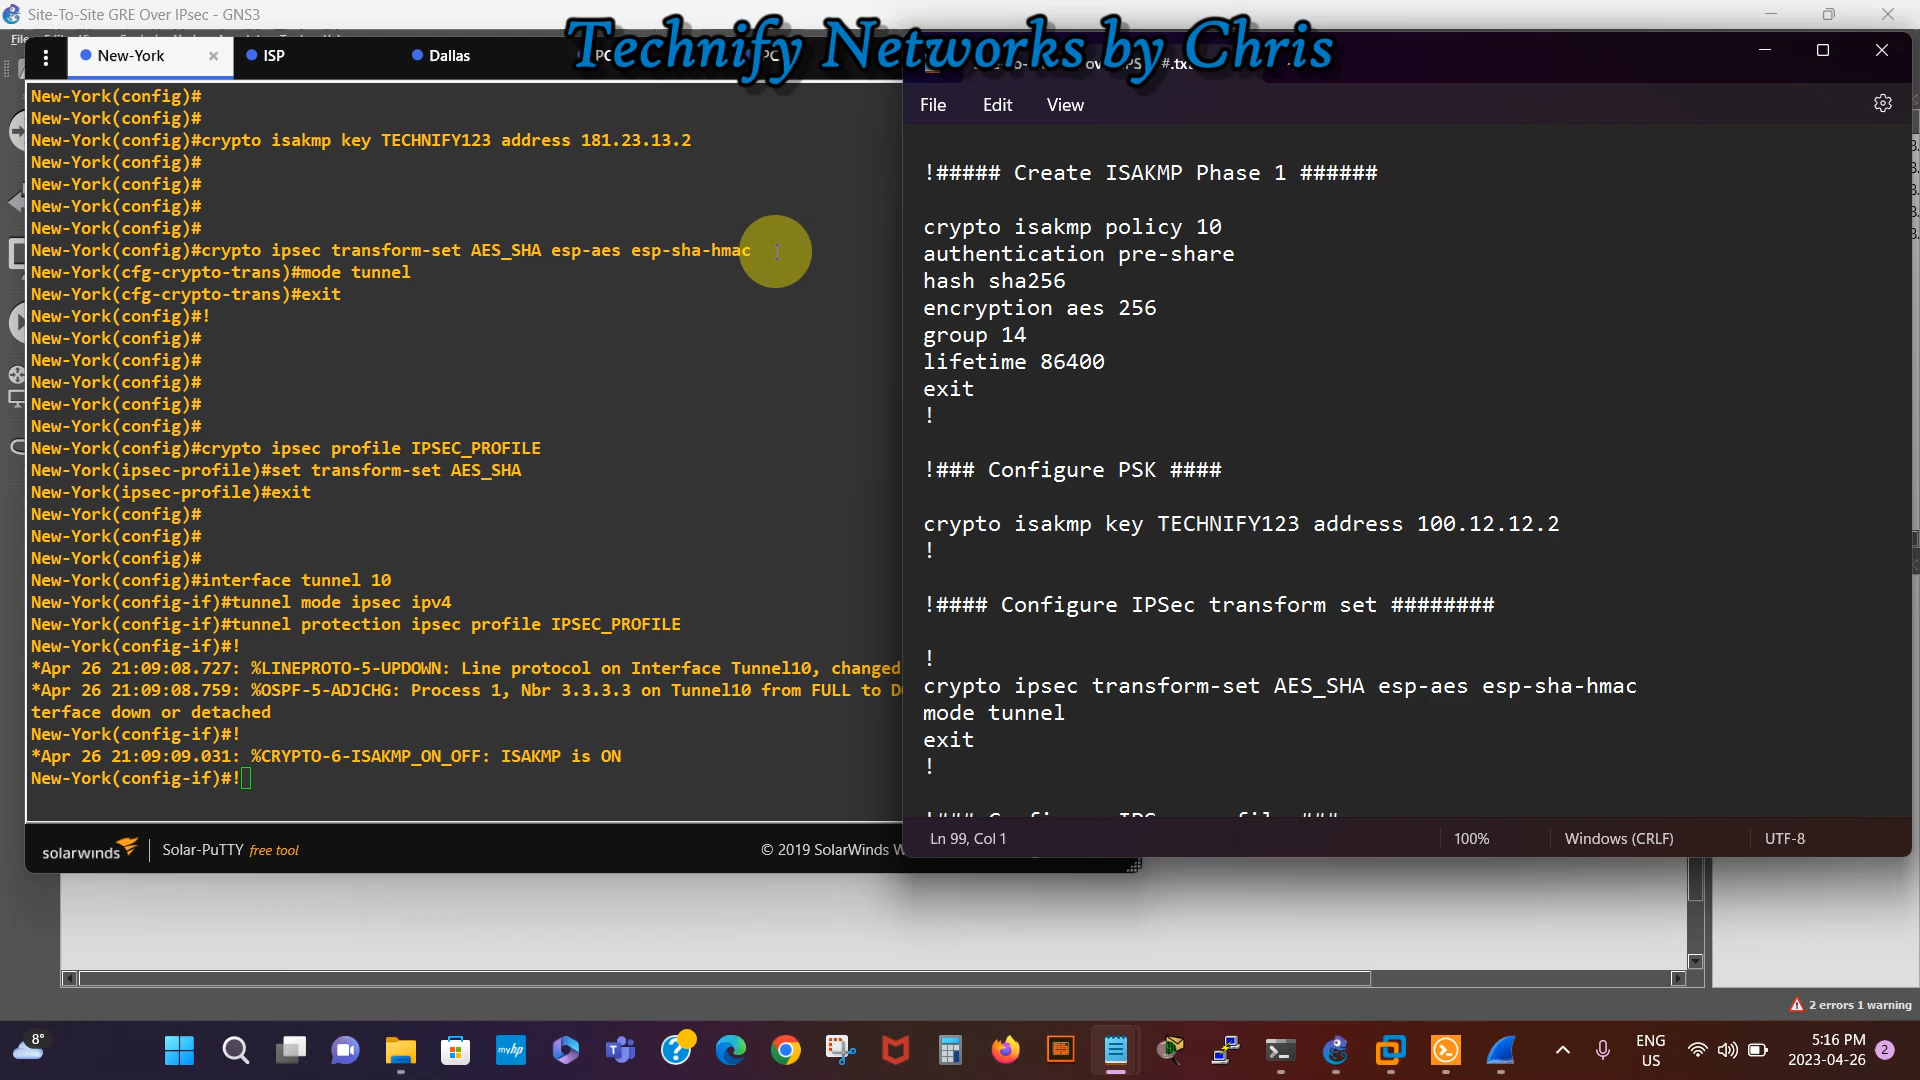 Site-To-Site GRE Over IPsec - GNS3
Technify Networks by Chris
New-York
ISP
Dallas
File
Edit
View
New-York(config)#
New-York(config)#
New-York(config)#crypto isakmp key TECHNIFY123 address 181.23.13.2
New-York(config)#
New-York(config)#
New-York(config)#
New-York(config)#
New-York(config)#crypto ipsec transform-set AES_SHA esp-aes esp-sha-hmac
New-York(cfg-crypto-trans)#mode tunnel
New-York(cfg-crypto-trans)#exit
New-York(config)#!
New-York(config)#
New-York(config)#
New-York(config)#
New-York(config)#
New-York(config)#
New-York(config)#crypto ipsec profile IPSEC_PROFILE
New-York(ipsec-profile)#set transform-set AES_SHA
New-York(ipsec-profile)#exit
New-York(config)#
New-York(config)#
New-York(config)#
New-York(config)#interface tunnel 10
New-York(config-if)#tunnel mode ipsec ipv4
New-York(config-if)#tunnel protection ipsec profile IPSEC_PROFILE
New-York(config-if)#!
*Apr 26 21:09:08.727: %LINEPROTO-5-UPDOWN: Line protocol on Interface Tunnel10, changed
*Apr 26 21:09:08.759: %OSPF-5-ADJCHG: Process 1, Nbr 3.3.3.3 on Tunnel10 from FULL to D
terface down or detached
New-York(config-if)#!
*Apr 26 21:09:09.031: %CRYPTO-6-ISAKMP_ON_OFF: ISAKMP is ON
New-York(config-if)#!
solarwinds
Solar-PuTTY free tool
© 2019 SolarWinds W
!##### Create ISAKMP Phase 1 ######
crypto isakmp policy 10
authentication pre-share
hash sha256
encryption aes 256
group 14
lifetime 86400
exit
!
!### Configure PSK ####
crypto isakmp key TECHNIFY123 address 100.12.12.2
!
!#### Configure IPSec transform set ########
!
crypto ipsec transform-set AES_SHA esp-aes esp-sha-hmac
mode tunnel
exit
!
Ln 99, Col 1
100%
Windows (CRLF)
UTF-8
2 errors 1 warning
8°
myhp
ENG
US
5:16 PM
2023-04-26
2